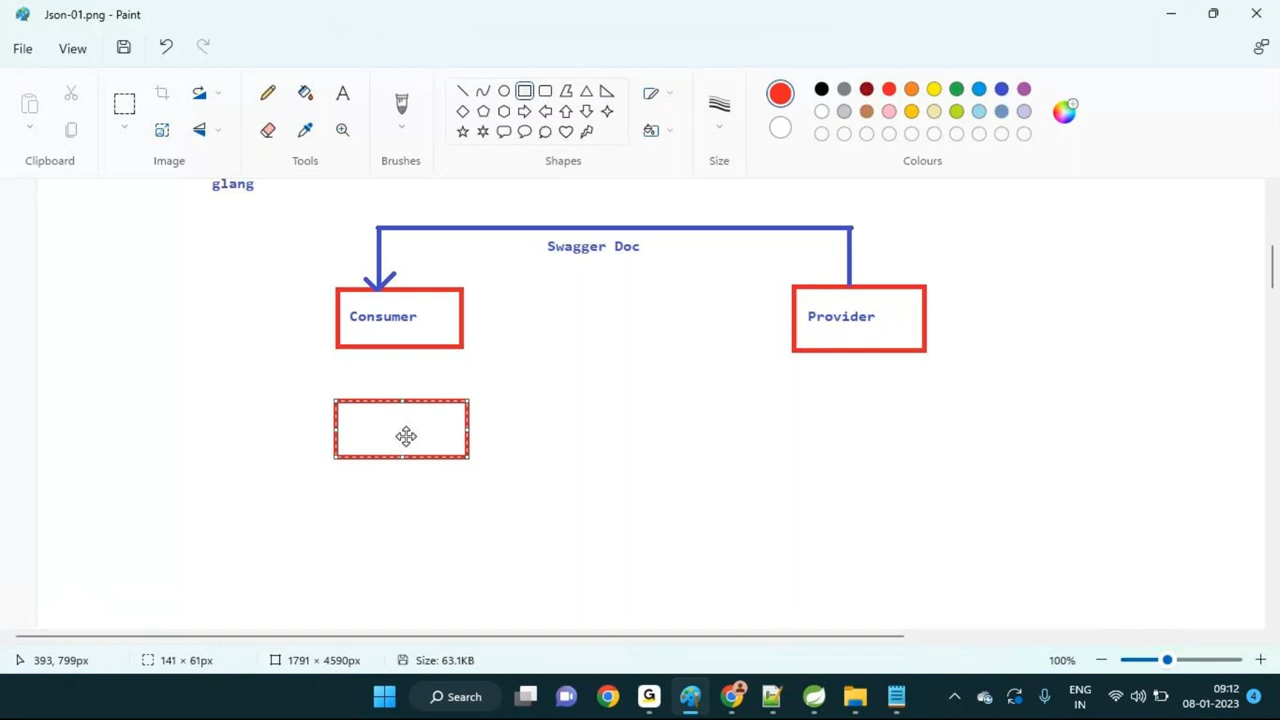 Json-01.png - Paint
File View
Clipboard Image Tools Brushes Shapes Size Colours
glang
Swagger Doc
Consumer
Provider
393, 799px 141 × 61px 1791 × 4590px Size: 63.1KB 100%
Search
ENG
IN
09:12
08-01-2023
4